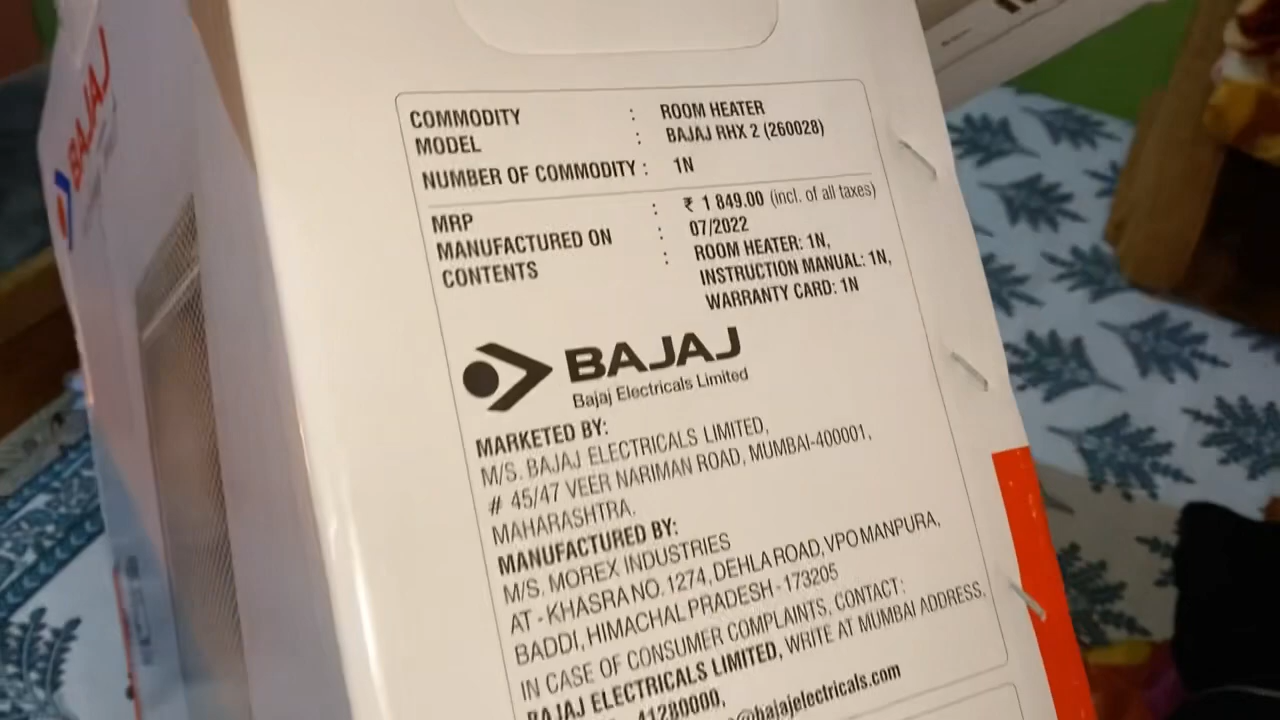 BAJAJ
COMMODITY : ROOM HEATER
MODEL : BAJAJ RHX 2 (260028)
NUMBER OF COMMODITY : 1N
MRP : ₹ 1 849.00 (incl. of all taxes)
MANUFACTURED ON : 07/2022
CONTENTS : ROOM HEATER: 1N,
INSTRUCTION MANUAL: 1N,
WARRANTY CARD: 1N
BAJAJ
Bajaj Electricals Limited
MARKETED BY:
M/S. BAJAJ ELECTRICALS LIMITED,
# 45/47 VEER NARIMAN ROAD, MUMBAI-400001,
MAHARASHTRA.
MANUFACTURED BY:
M/S. MOREX INDUSTRIES
AT - KHASRA NO. 1274, DEHLA ROAD, VPO MANPURA,
BADDI, HIMACHAL PRADESH - 173205
IN CASE OF CONSUMER COMPLAINTS, CONTACT:
BAJAJ ELECTRICALS LIMITED, WRITE AT MUMBAI ADDRESS,
41280000,
@bajajelectricals.com